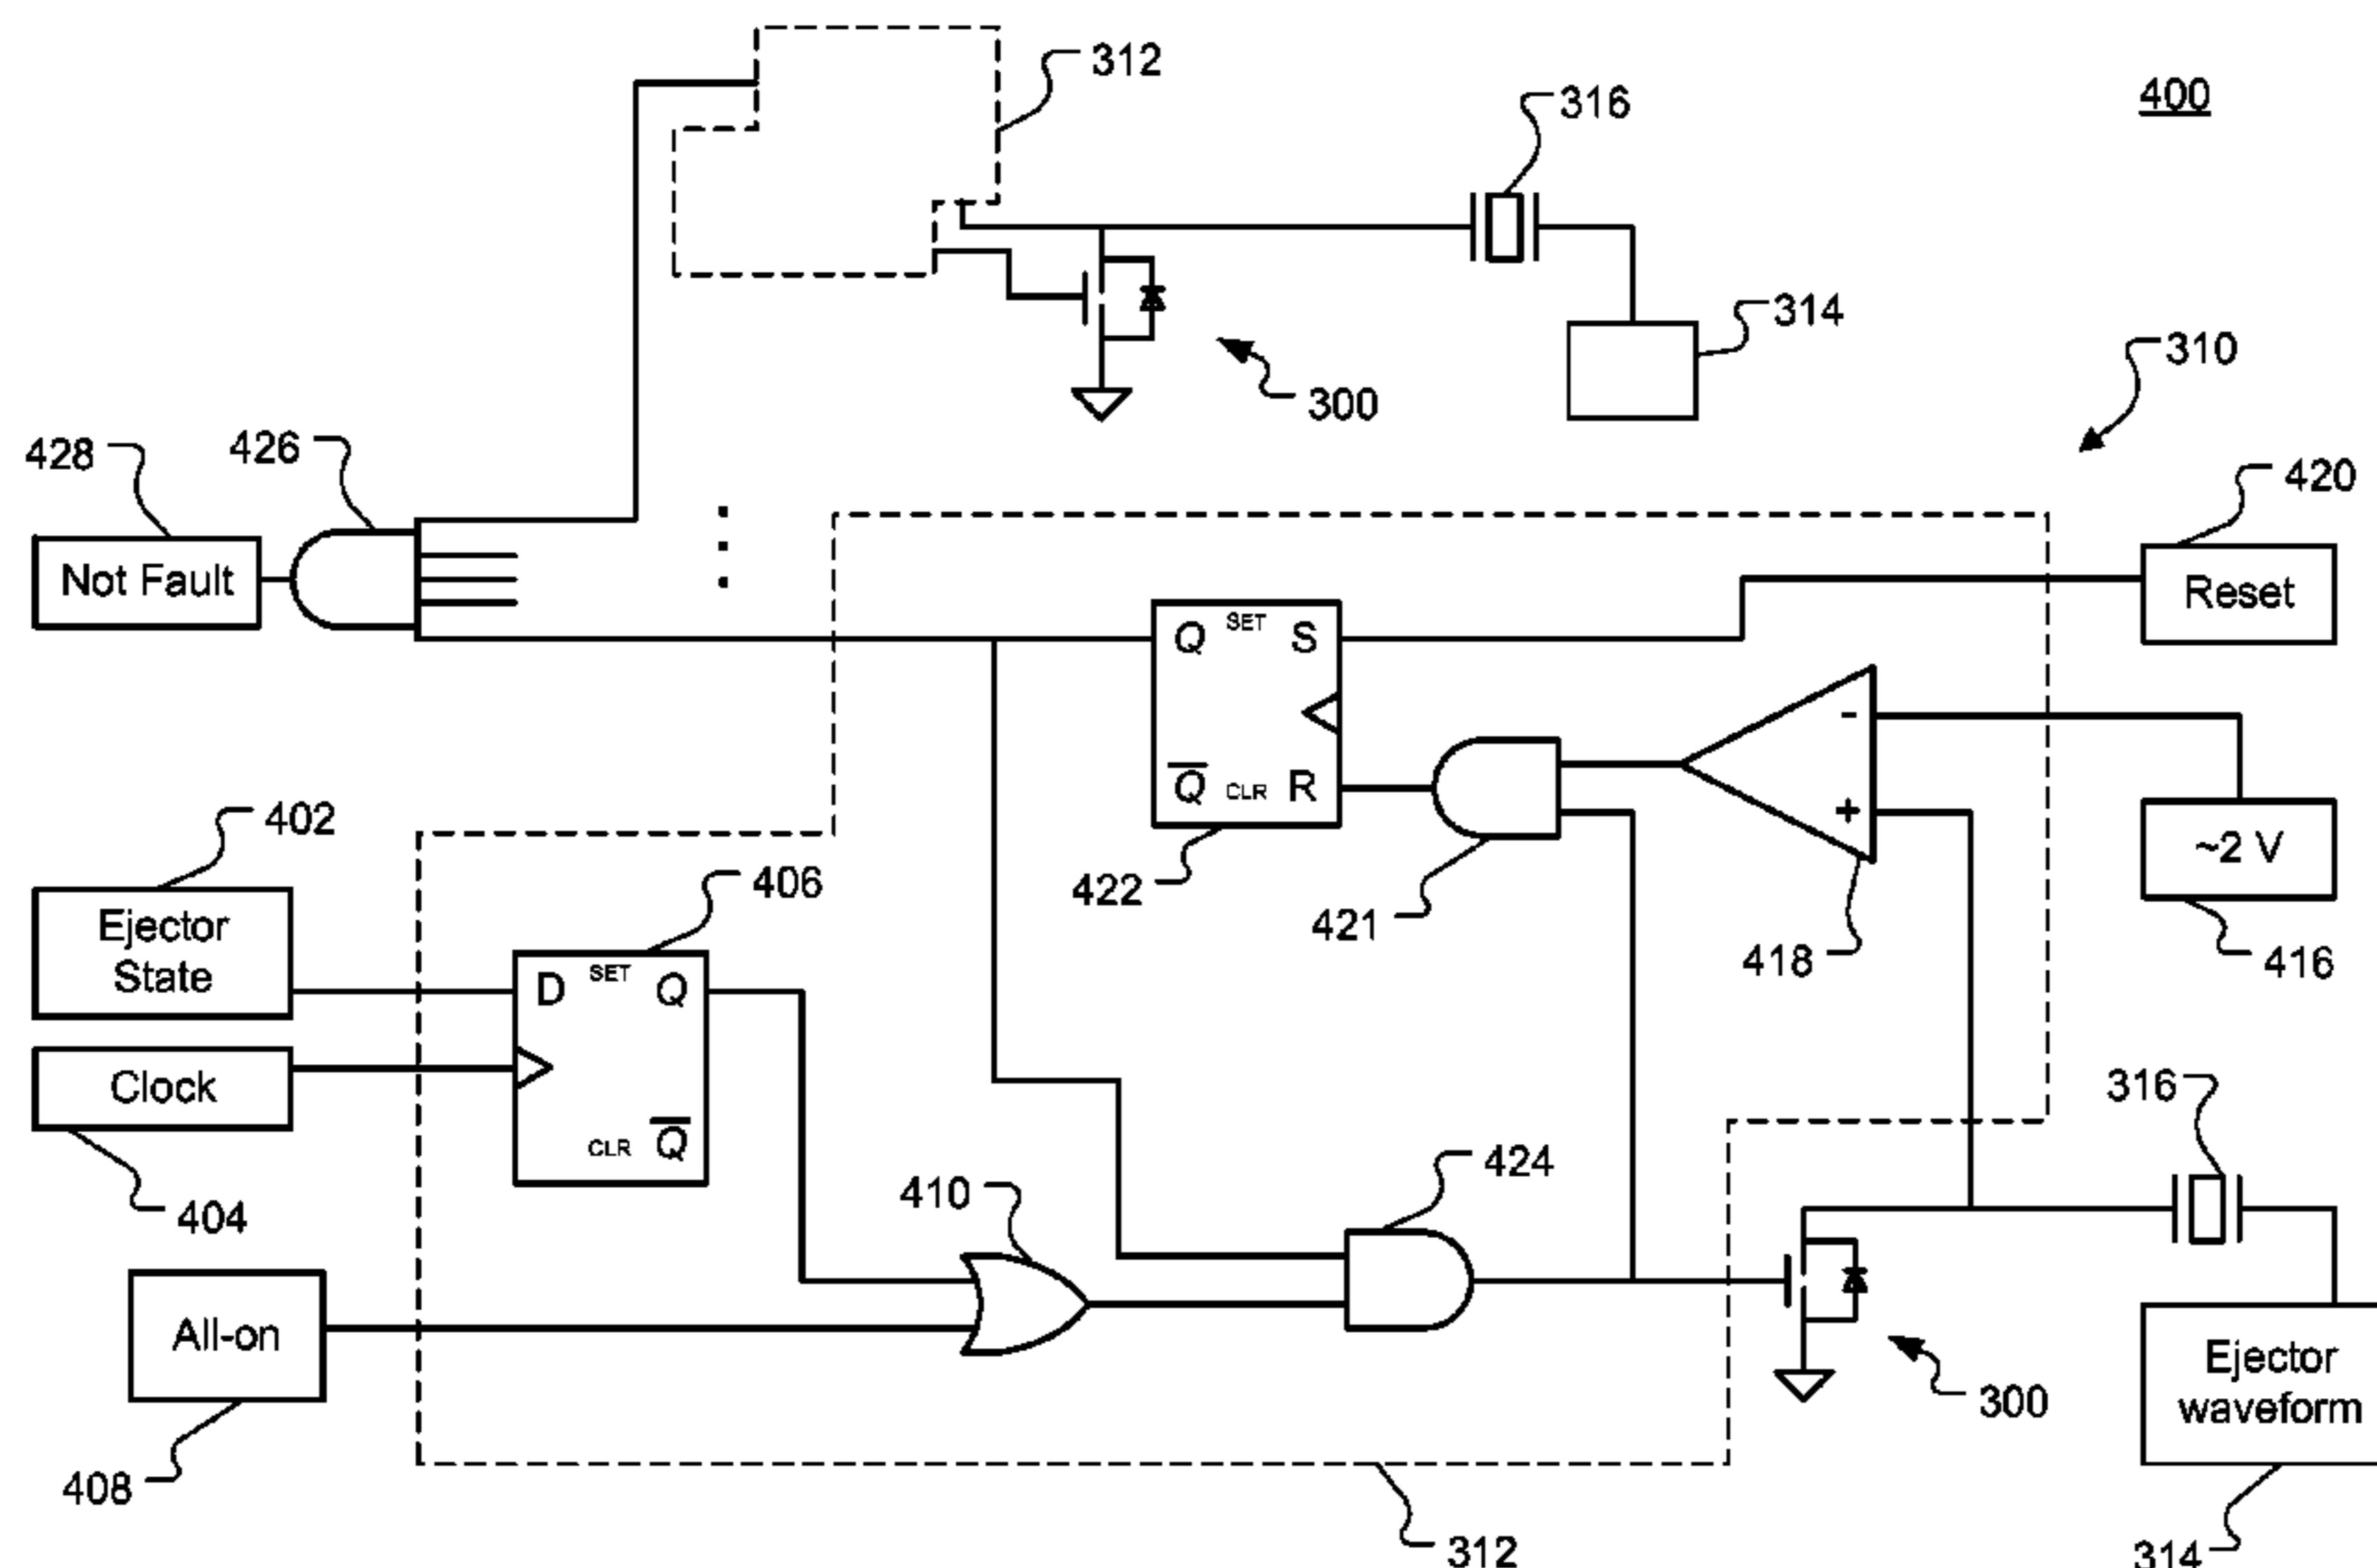 312
316
400
314
310
300
428
426
420
Not Fault
Reset
Q SET S
-
Q CLR R
+
~2 V
402
406
422
421
418
416
Ejector
State
D SET Q
Clock
CLR Q
316
404
410
424
All-on
Ejector
waveform
300
408
312
314